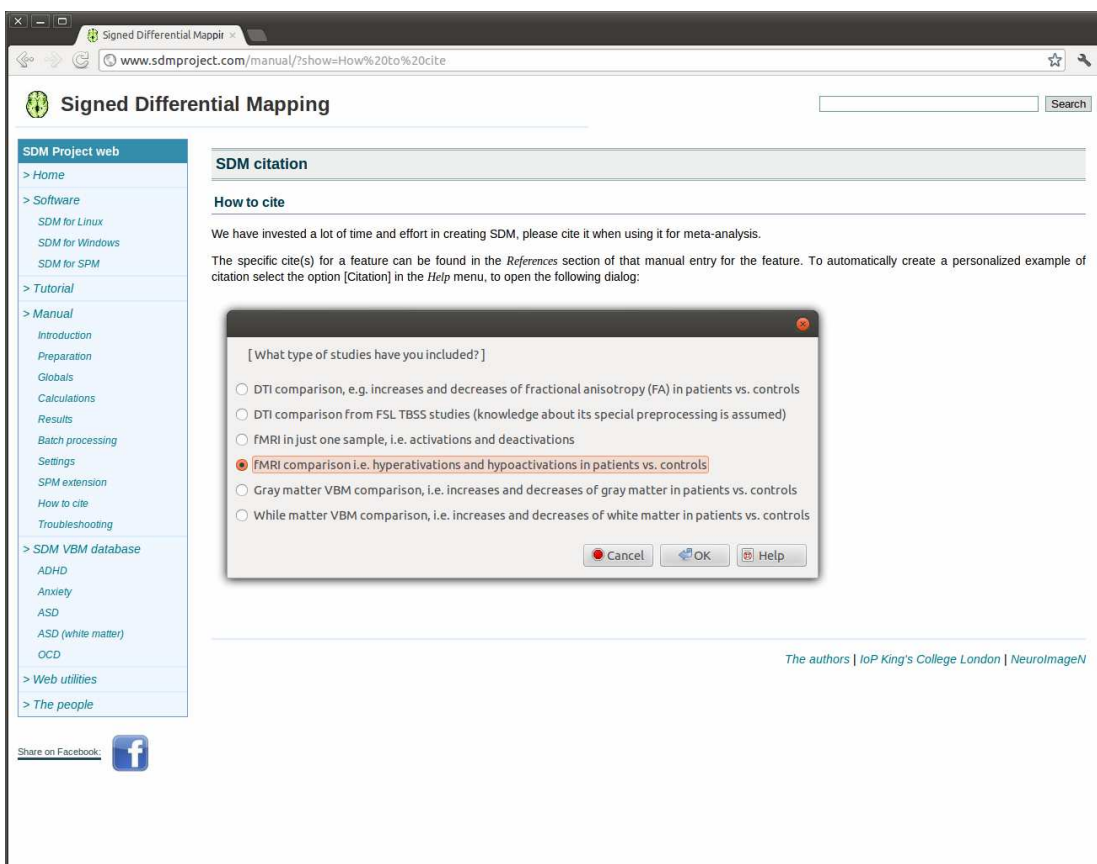 Signed Differential Mappin
www.sdmproject.com/manual/?show=How%20to%20cite
Signed Differential Mapping
Search
SDM Project web
> Home
> Software
SDM for Linux
SDM for Windows
SDM for SPM
> Tutorial
> Manual
Introduction
Preparation
Globals
Calculations
Results
Batch processing
Settings
SPM extension
How to cite
Troubleshooting
> SDM VBM database
ADHD
Anxiety
ASD
ASD (white matter)
OCD
> Web utilities
> The people
Share on Facebook:
f
SDM citation
How to cite
We have invested a lot of time and effort in creating SDM, please cite it when using it for meta-analysis.
The specific cite(s) for a feature can be found in the References section of that manual entry for the feature. To automatically create a personalized example of
citation select the option [Citation] in the Help menu, to open the following dialog:
[ What type of studies have you included? ]
DTI comparison, e.g. increases and decreases of fractional anisotropy (FA) in patients vs. controls
DTI comparison from FSL TBSS studies (knowledge about its special preprocessing is assumed)
fMRI in just one sample, i.e. activations and deactivations
fMRI comparison i.e. hyperativations and hypoactivations in patients vs. controls
Gray matter VBM comparison, i.e. increases and decreases of gray matter in patients vs. controls
While matter VBM comparison, i.e. increases and decreases of white matter in patients vs. controls
Cancel OK Help
The authors | IoP King's College London | NeuroImageN